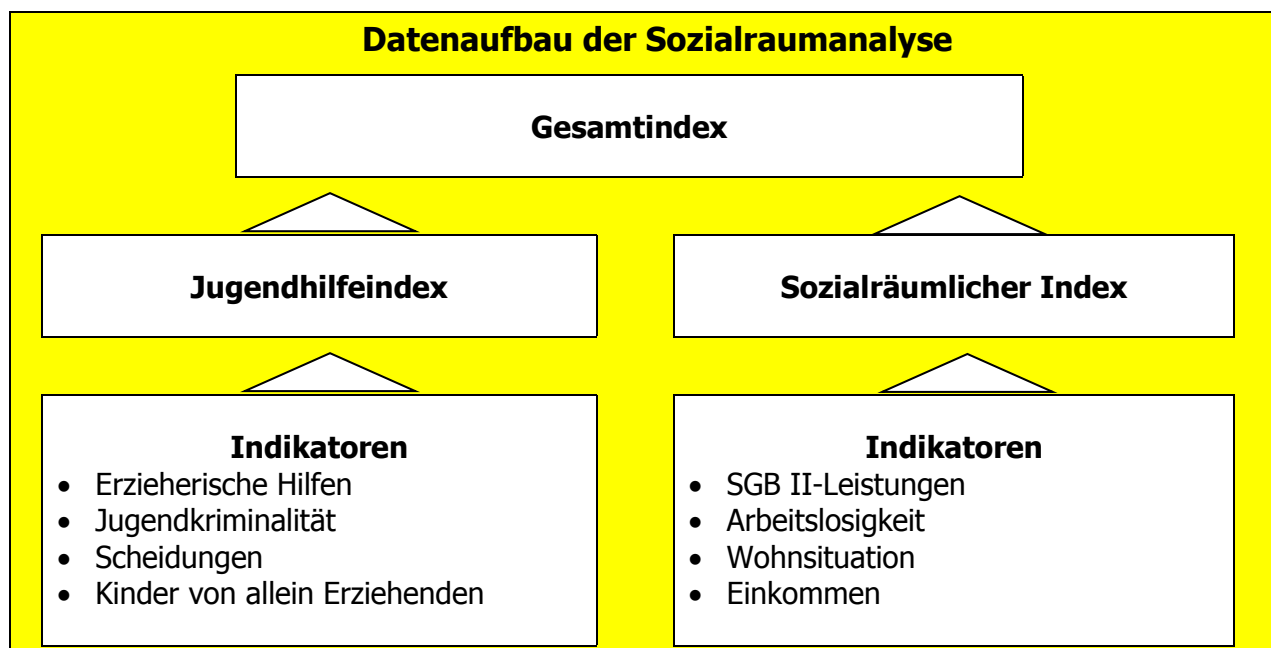 Datenaufbau der Sozialraumanalyse
Gesamtindex
Jugendhilfeindex
Sozialräumlicher Index
Indikatoren
• Erzieherische Hilfen
• Jugendkriminalität
• Scheidungen
• Kinder von allein Erziehenden
Indikatoren
• SGB II-Leistungen
• Arbeitslosigkeit
• Wohnsituation
• Einkommen